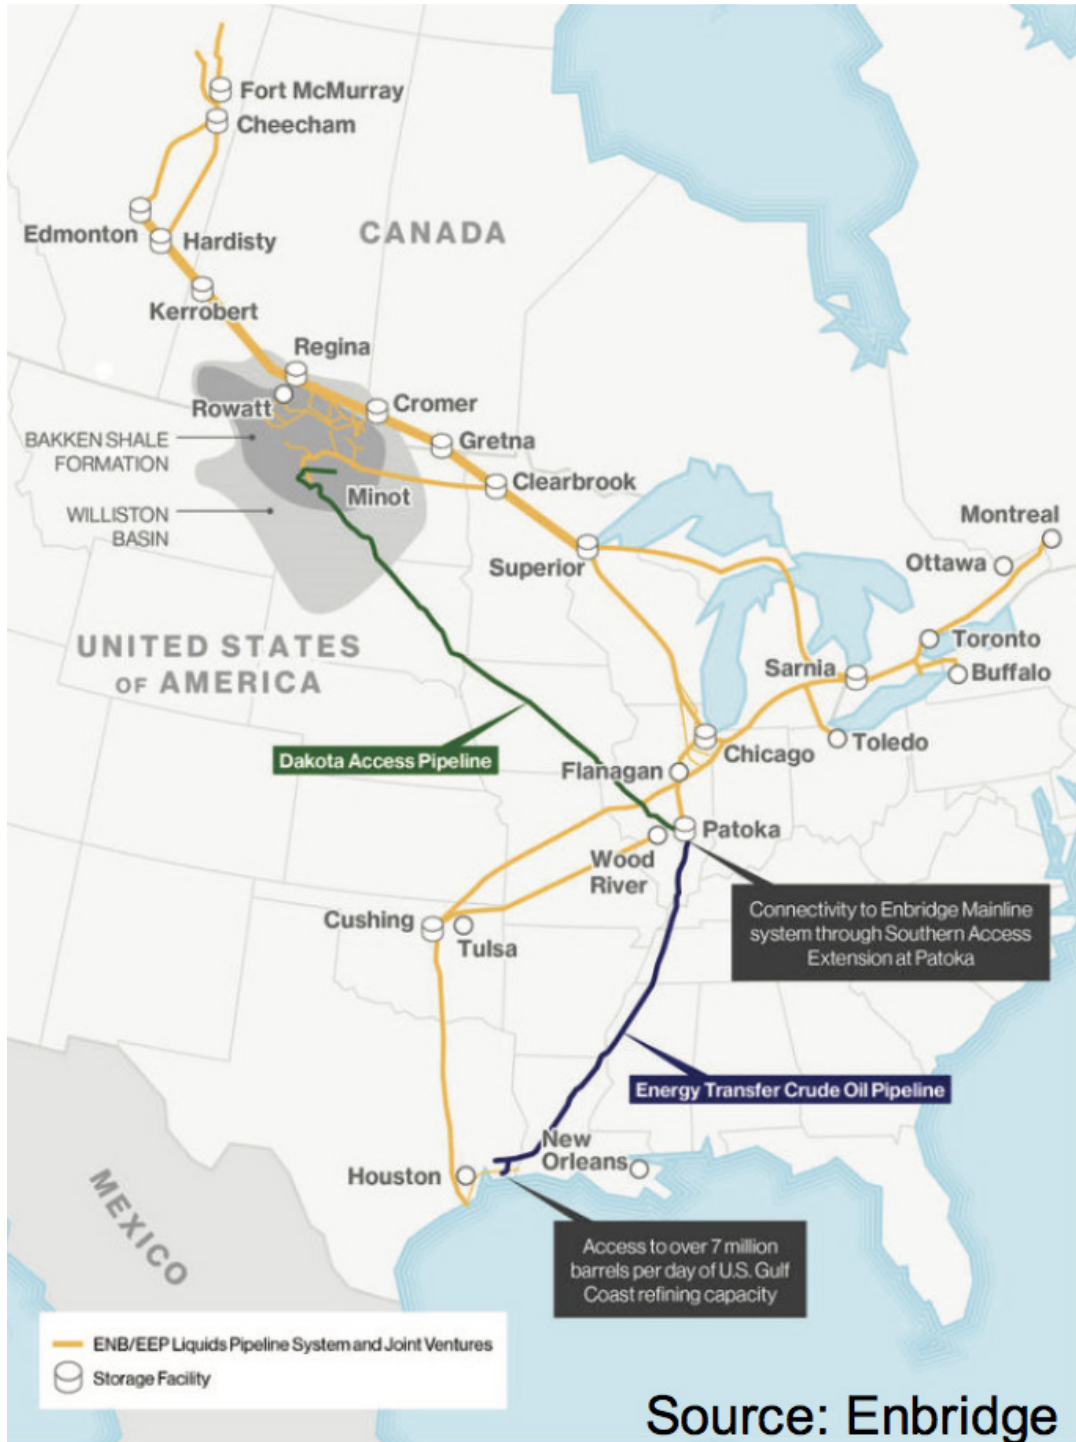 Fort McMurray
Cheecham
CANADA
Edmonton
Hardisty
Kerrobert
Regina
Rowatt
Cromer
BAKKEN SHALE
FORMATION
Gretna
Clearbrook
Minot
WILLISTON
BASIN
Montreal
Ottawa
Superior
UNITED STATES
OF AMERICA
Toronto
Sarnia
Buffalo
Dakota Access Pipeline
Chicago
Toledo
Flanagan
Patoka
Wood
River
Cushing
Tulsa
Connectivity to Enbridge Mainline
system through Southern Access
Extension at Patoka
Energy Transfer Crude Oil Pipeline
New
Orleans
Houston
MEXICO
Access to over 7 million
barrels per day of U.S. Gulf
Coast refining capacity
ENB/EEP Liquids Pipeline System and Joint Ventures
Storage Facility
Source: Enbridge